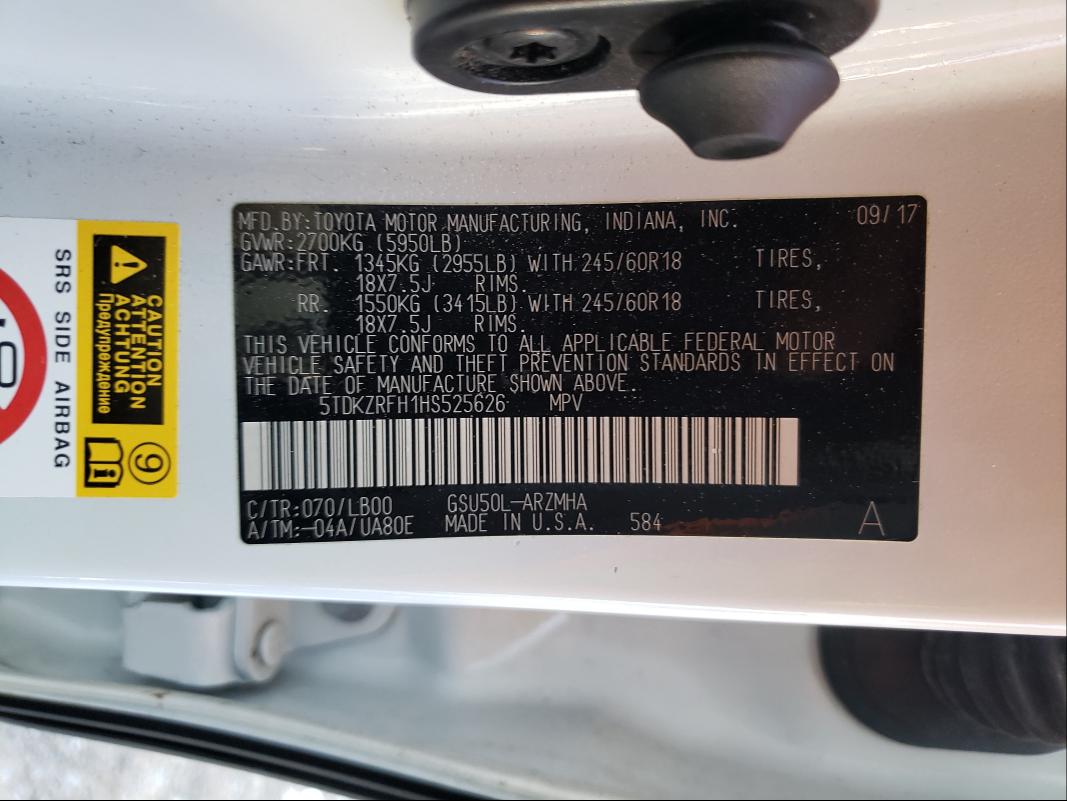 MFD.BY:TOYOTA MOTOR MANUFACTURING, INDIANA, INC. 09/17
GVWR:2700KG (5950LB)
GAWR:FRT. 1345KG (2955LB) WITH 245/60R18 TIRES,
18X7.5J RIMS.
RR. 1550KG (3415LB) WITH 245/60R18 TIRES,
18X7.5J RIMS.
THIS VEHICLE CONFORMS TO ALL APPLICABLE FEDERAL MOTOR
VEHICLE SAFETY AND THEFT PREVENTION STANDARDS IN EFFECT ON
THE DATE OF MANUFACTURE SHOWN ABOVE.
5TDKZRFH1HS525626 MPV
C/TR:070/LB00 GSU50L-ARZMHA
A/TM:-04A/UA80E MADE IN U.S.A. 584 A
CAUTION
ATTENTION
ACHTUNG
Предупреждение
9
i
SRS SIDE AIRBAG